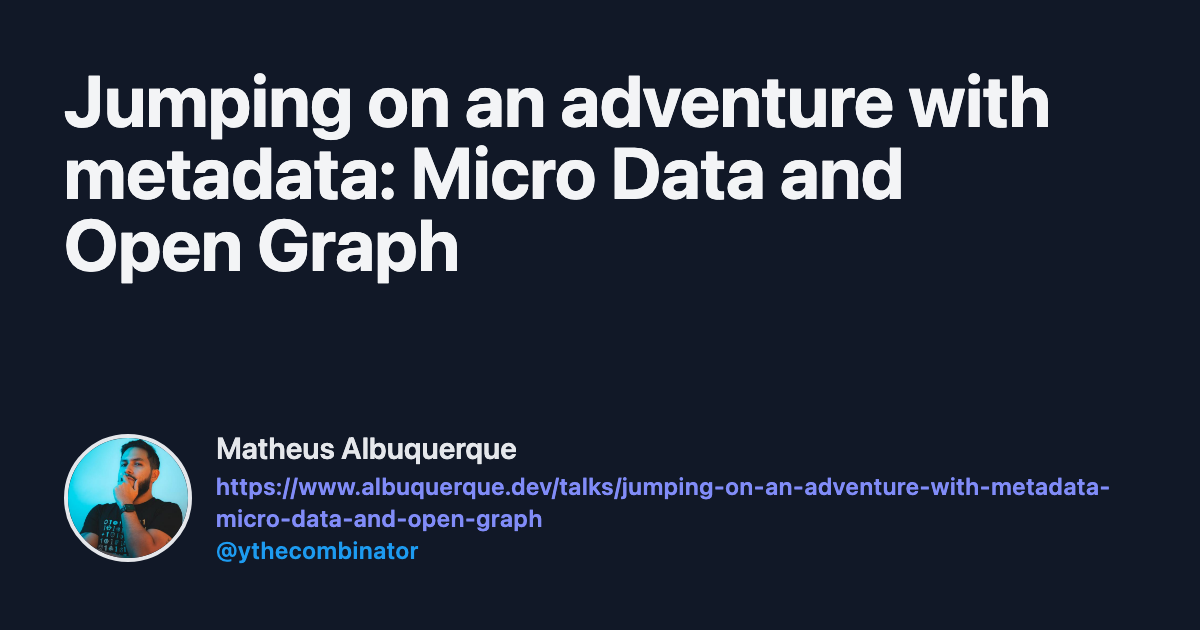 Jumping on an adventure with
metadata: Micro Data and
Open Graph
Matheus Albuquerque
https://www.albuquerque.dev/talks/jumping-on-an-adventure-with-metadata-
micro-data-and-open-graph
@ythecombinator